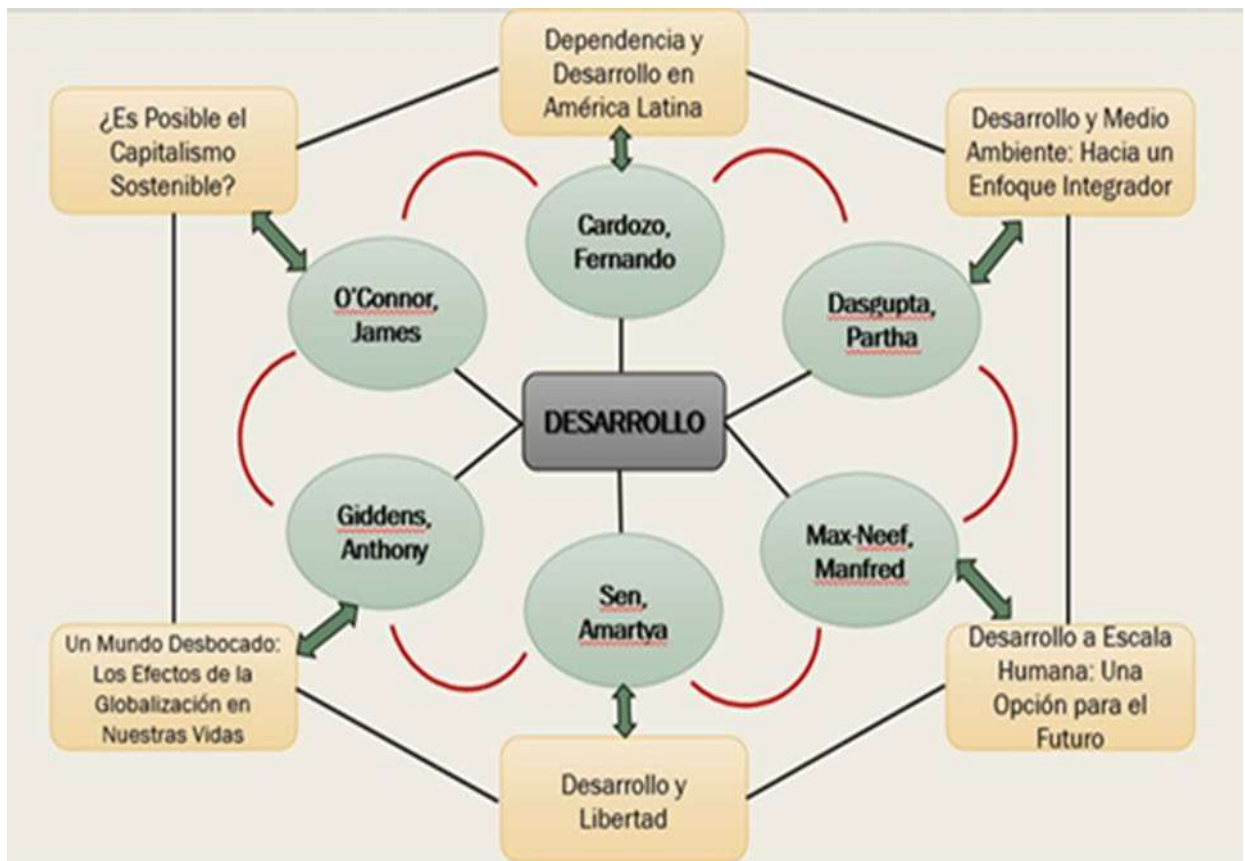 Dependencia y
Desarrollo en
América Latina
¿Es Posible el
Capitalismo
Sostenible?
Desarrollo y Medio
Ambiente: Hacia un
Enfoque Integrador
Cardozo,
Fernando
O'Connor,
James
Dasgupta,
Partha
DESARROLLO
Giddens,
Anthony
Max-Neef,
Manfred
Sen,
Amartya
Un Mundo Desbocado:
Los Efectos de la
Globalización en
Nuestras Vidas
Desarrollo a Escala
Humana: Una
Opción para el
Futuro
Desarrollo y
Libertad